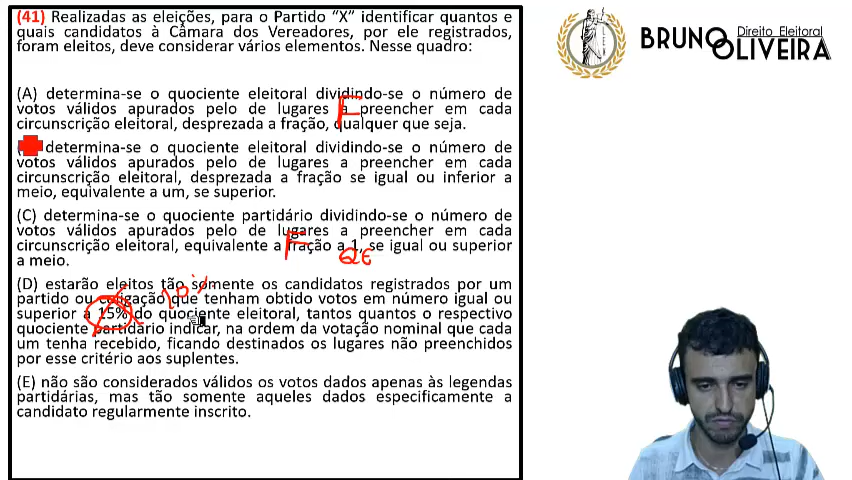 (41) Realizadas as eleições, para o Partido “X” identificar quantos e
quais candidatos à Câmara dos Vereadores, por ele registrados,
foram eleitos, deve considerar vários elementos. Nesse quadro:
(A) determina-se o quociente eleitoral dividindo-se o número de
votos válidos apurados pelo de lugares a preencher em cada
circunscrição eleitoral, desprezada a fração, qualquer que seja.
F
determina-se o quociente eleitoral dividindo-se o número de
votos válidos apurados pelo de lugares a preencher em cada
circunscrição eleitoral, desprezada a fração se igual ou inferior a
meio, equivalente a um, se superior.
(C) determina-se o quociente partidário dividindo-se o número de
votos válidos apurados pelo de lugares a preencher em cada
circunscrição eleitoral, equivalente a fração a 1, se igual ou superior
a meio.
F QE
(D) estarão eleitos tão somente os candidatos registrados por um
partido ou coligação que tenham obtido votos em número igual ou
superior a 15% do quociente eleitoral, tantos quantos o respectivo
quociente partidário indicar, na ordem da votação nominal que cada
um tenha recebido, ficando destinados os lugares não preenchidos
por esse critério aos suplentes.
10%
(E) não são considerados válidos os votos dados apenas às legendas
partidárias, mas tão somente aqueles dados especificamente a
candidato regularmente inscrito.
BRUNO Direito Eleitoral
OLIVEIRA